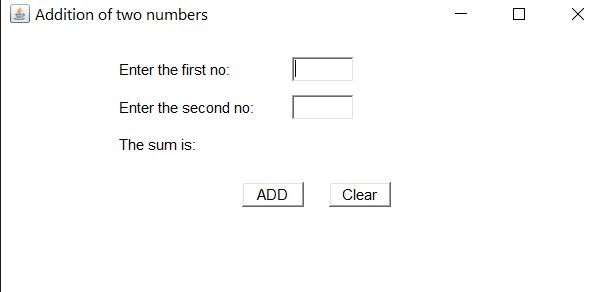 Addition of two numbers
Enter the first no:
Enter the second no:
The sum is:
ADD Clear